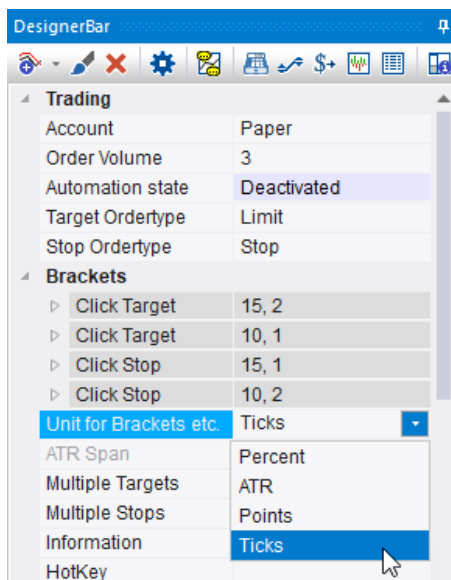 DesignerBar
Trading
Account Paper
Order Volume 3
Automation state Deactivated
Target Ordertype Limit
Stop Ordertype Stop
Brackets
Click Target 15, 2
Click Target 10, 1
Click Stop 15, 1
Click Stop 10, 2
Unit for Brackets etc. Ticks
ATR Span
Percent
Multiple Targets
ATR
Multiple Stops
Points
Information
Ticks
HotKey